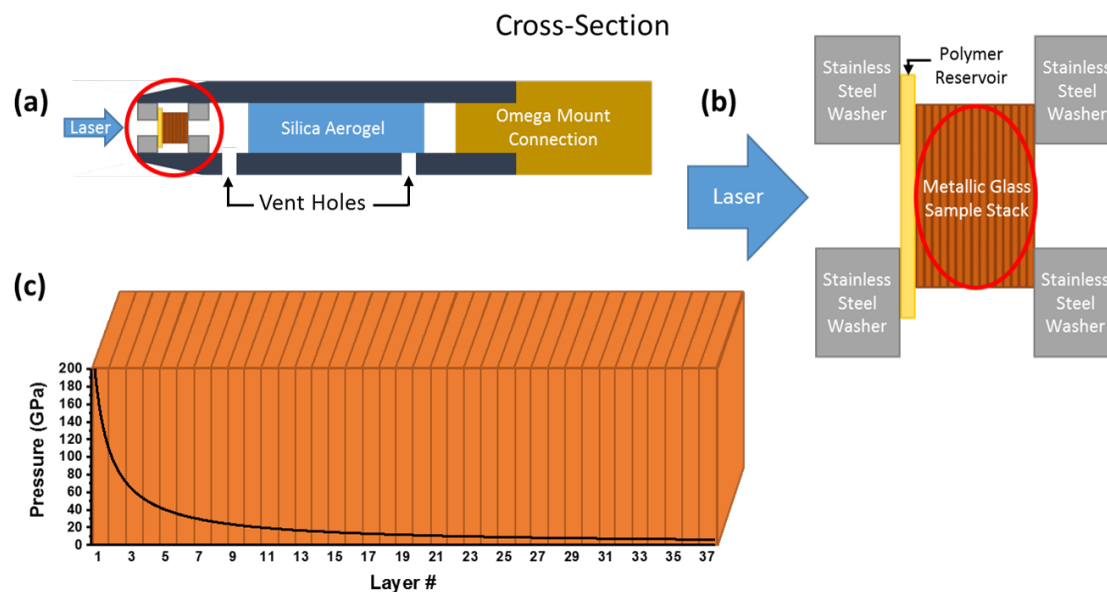 Cross-Section
(a)
Laser
Silica Aerogel
Omega Mount
Connection
Vent Holes
(b)
Polymer
Reservoir
Stainless
Steel
Washer
Stainless
Steel
Washer
Laser
Metallic Glass
Sample Stack
Stainless
Steel
Washer
Stainless
Steel
Washer
(c)
Pressure (GPa)
200
180
160
140
120
100
80
60
40
20
0
1 3 5 7 9 11 13 15 17 19 21 23 25 27 29 31 33 35 37
Layer #